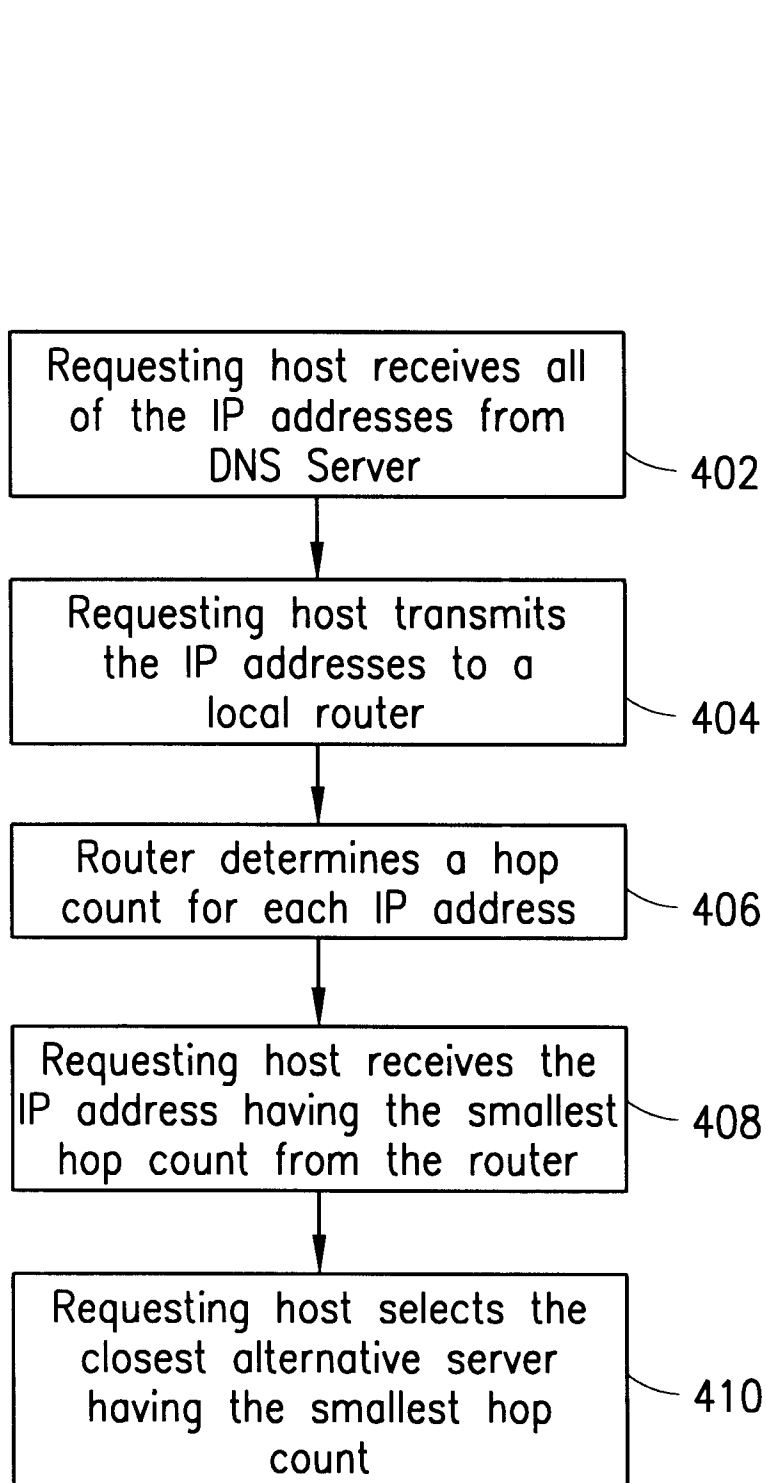 Requesting host receives all
of the IP addresses from
DNS Server
402
Requesting host transmits
the IP addresses to a
local router
404
Router determines a hop
count for each IP address
406
Requesting host receives the
IP address having the smallest
hop count from the router
408
Requesting host selects the
closest alternative server
having the smallest hop
count
410